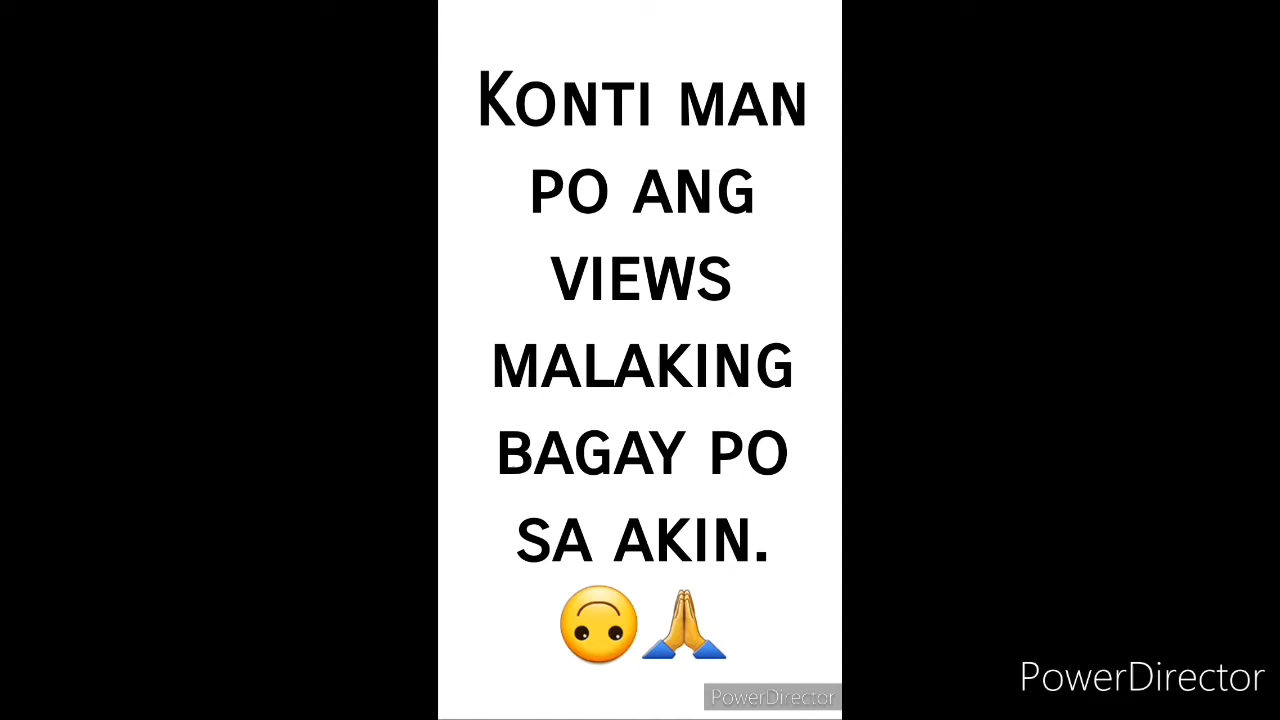 Konti man
po ang
views
malaking
bagay po
sa akin.
🙃🙏
PowerDirector
PowerDirector